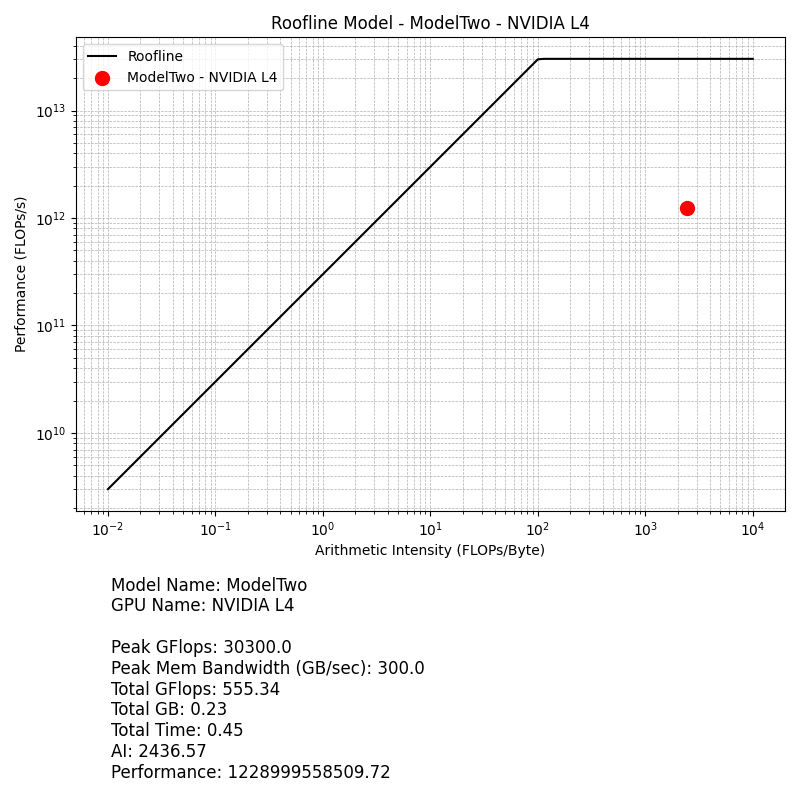 Roofline Model - ModelTwo - NVIDIA L4
Roofline
ModelTwo - NVIDIA L4
Performance (FLOPs/s)
10¹³
10¹²
10¹¹
10¹⁰
10⁻² 10⁻¹ 10⁰ 10¹ 10² 10³ 10⁴
Arithmetic Intensity (FLOPs/Byte)
Model Name: ModelTwo
GPU Name: NVIDIA L4
Peak GFlops: 30300.0
Peak Mem Bandwidth (GB/sec): 300.0
Total GFlops: 555.34
Total GB: 0.23
Total Time: 0.45
AI: 2436.57
Performance: 1228999558509.72